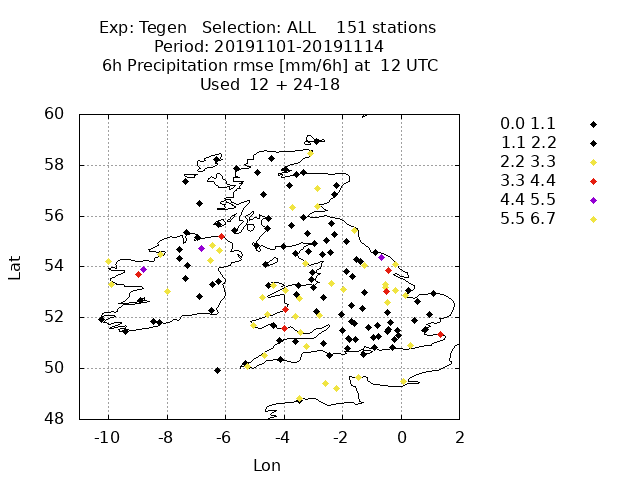 Exp: Tegen   Selection: ALL    151 stations
Period: 20191101-20191114
6h Precipitation rmse [mm/6h] at  12 UTC
Used  12 + 24-18
0.0 1.1
1.1 2.2
2.2 3.3
3.3 4.4
4.4 5.5
5.5 6.7
60
58
56
54
52
50
48
Lat
-10 -8 -6 -4 -2 0 2
Lon